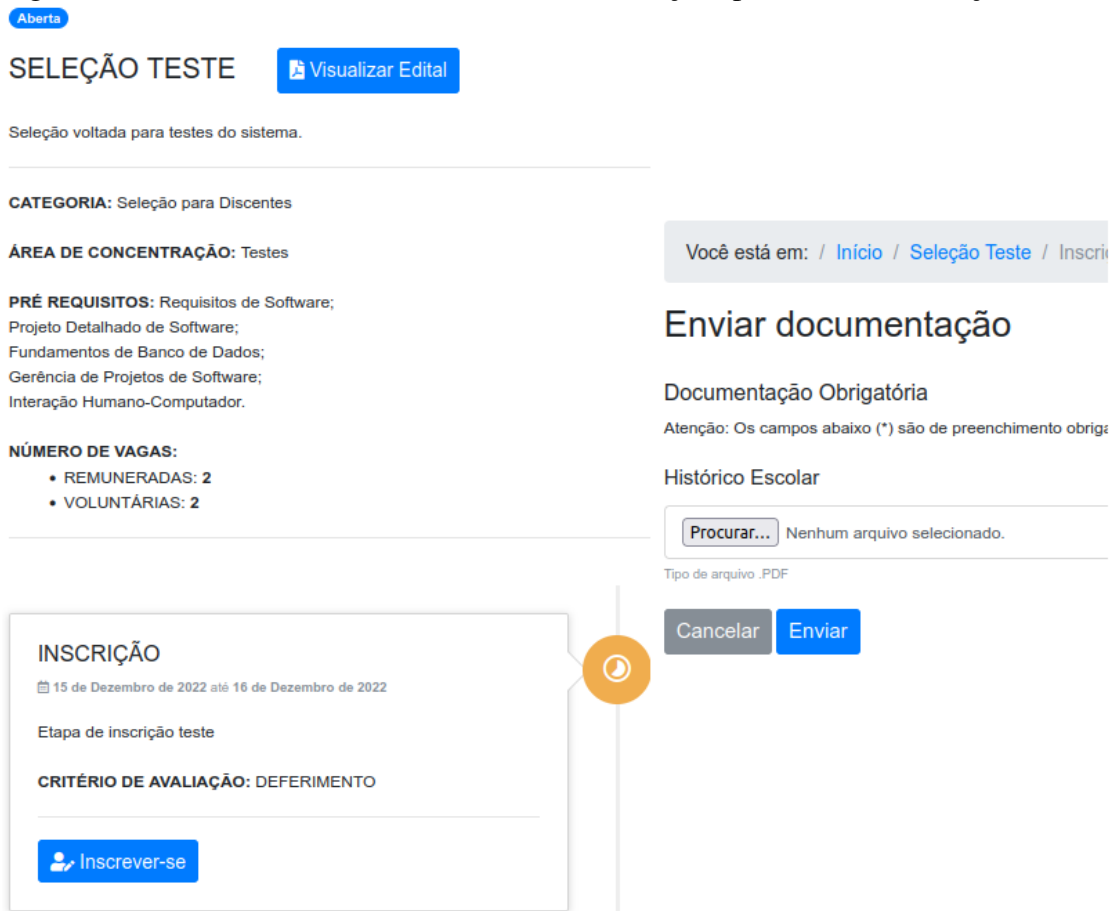 Aberta
SELEÇÃO TESTE
Visualizar Edital
Seleção voltada para testes do sistema.
CATEGORIA: Seleção para Discentes
ÁREA DE CONCENTRAÇÃO: Testes
PRÉ REQUISITOS: Requisitos de Software;
Projeto Detalhado de Software;
Fundamentos de Banco de Dados;
Gerência de Projetos de Software;
Interação Humano-Computador.
NÚMERO DE VAGAS:
• REMUNERADAS: 2
• VOLUNTÁRIAS: 2
INSCRIÇÃO
15 de Dezembro de 2022 até 16 de Dezembro de 2022
Etapa de inscrição teste
CRITÉRIO DE AVALIAÇÃO: DEFERIMENTO
Inscrever-se
Você está em: / Início / Seleção Teste /
Enviar documentação
Documentação Obrigatória
Atenção: Os campos abaixo (*) são de preenchimento
Histórico Escolar
Procurar... Nenhum arquivo selecionado.
Tipo de arquivo .PDF
Cancelar
Enviar